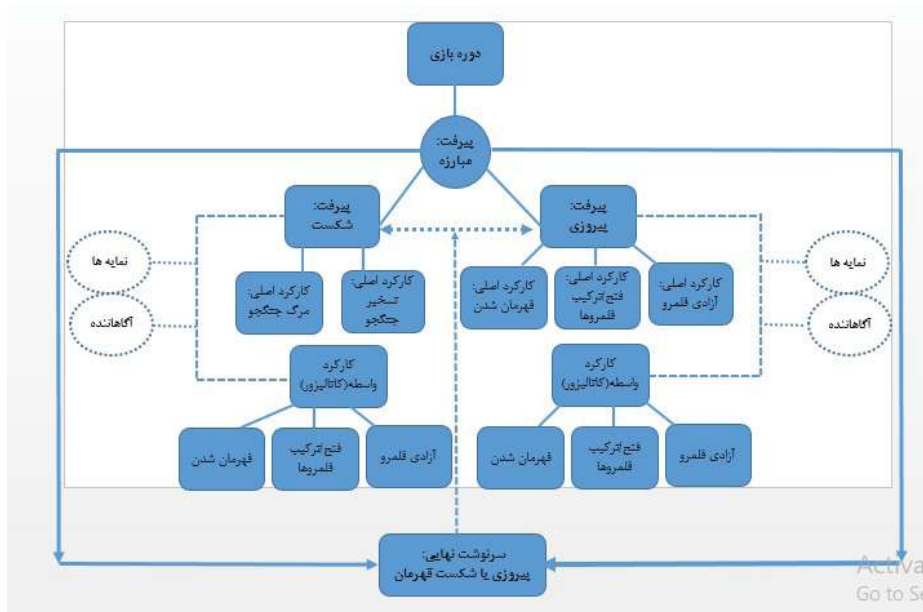 دوره بازی
پیرفت:
مبارزه
پیرفت:
پیروزی
پیرفت:
شکست
نمایه ها
آگاهاننده
نمایه ها
آگاهاننده
کارکرد اصلی:
آزادی قلمرو
کارکرد اصلی:
فتح/ترکیب
قلمروها
کارکرد اصلی:
قهرمان شدن
کارکرد اصلی:
تسخیر
جنگجو
کارکرد اصلی:
مرگ جنگجو
کارکرد
واسطه(کاتالیزور)
کارکرد
واسطه(کاتالیزور)
آزادی قلمرو
فتح/ترکیب
قلمروها
قهرمان شدن
آزادی قلمرو
فتح/ترکیب
قلمروها
قهرمان شدن
سرنوشت نهایی:
پیروزی یا شکست قهرمان
Activa
Go to S